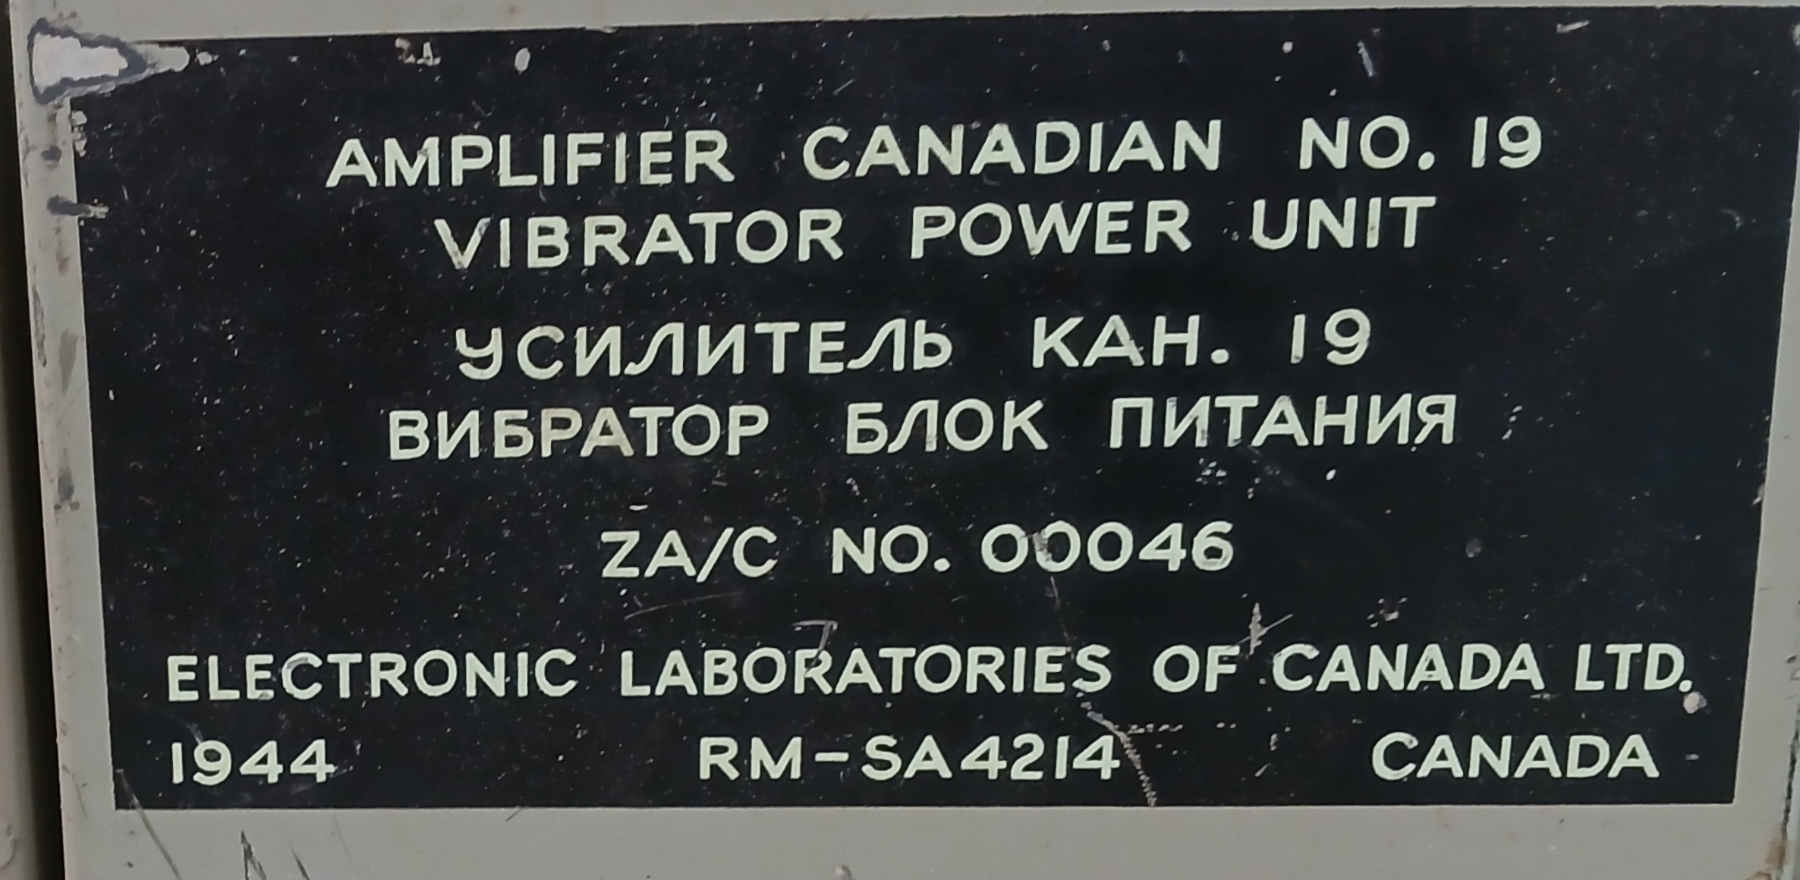 AMPLIFIER CANADIAN NO. 19
VIBRATOR POWER UNIT
УСИЛИТЕЛЬ КАН. 19
ВИБРАТОР БЛОК ПИТАНИЯ
ZA/C NO. 00046
ELECTRONIC LABORATORIES OF CANADA LTD.
1944 RM-SA4214 CANADA